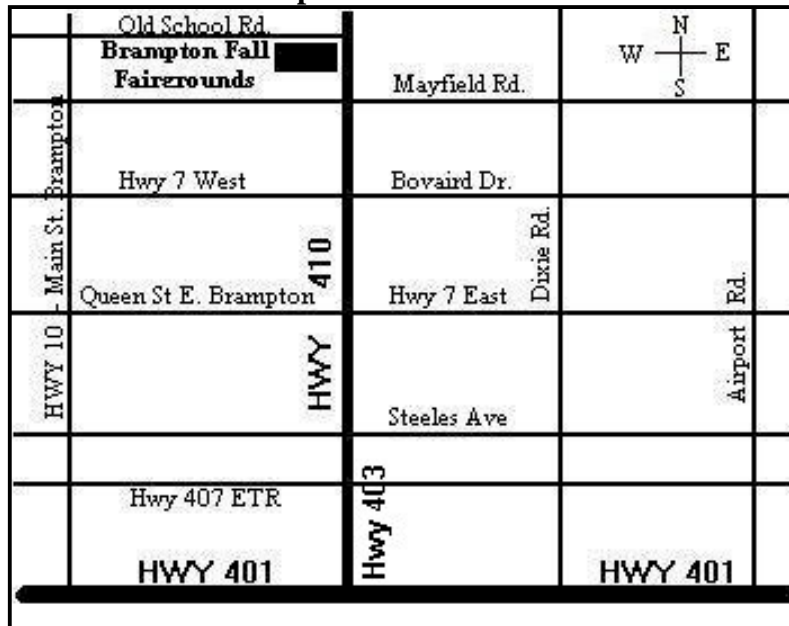 Old School Rd.
Brampton Fall
Fairgrounds
N
W E
S
Mayfield Rd.
HWY 10 - Main St. Brampton
Hwy 7 West
Bovaird Dr.
HWY 410
Dixie Rd.
Queen St E. Brampton
Hwy 7 East
Airport Rd.
Steeles Ave
Hwy 407 ETR
Hwy 403
HWY 401
HWY 401